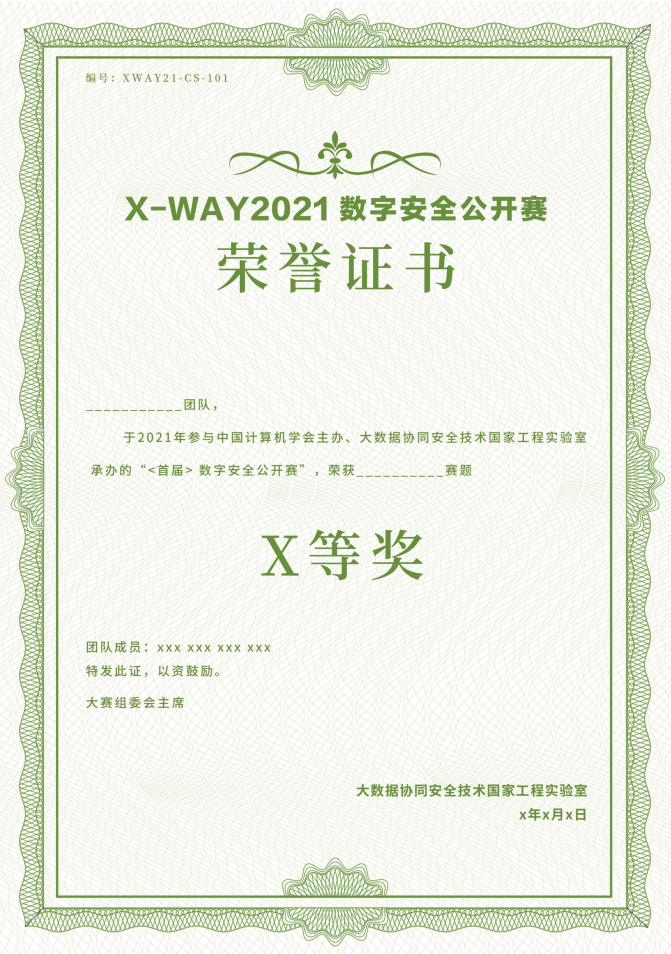 编号：XWAY21-CS-101
X-WAY2021 数字安全公开赛
荣誉证书
___________团队，
于2021年参与中国计算机学会主办、大数据协同安全技术国家工程实验室
承办的“<首届> 数字安全公开赛”，荣获__________赛题
X等奖
团队成员：xxx xxx xxx xxx
特发此证，以资鼓励。
大赛组委会主席
大数据协同安全技术国家工程实验室
x年x月x日